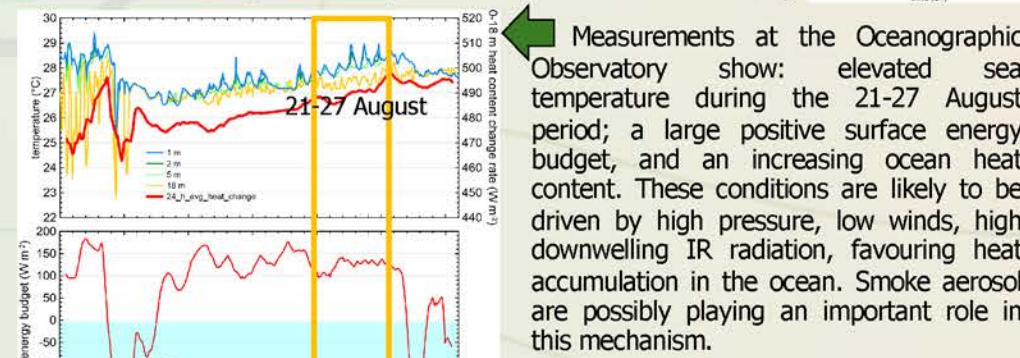 30
29
28
27
26
25
24
23
22
temperature (°C)
1 m
2 m
5 m
18 m
24_h_avg_heat_change
21-27 August
520
510
500
490
480
470
460
450
440
0-18 m heat content change rate (W m⁻²)
200
150
100
50
0
-50
energy budget (W m⁻²)
Measurements at the Oceanographic
Observatory show: elevated sea
temperature during the 21-27 August
period; a large positive surface energy
budget, and an increasing ocean heat
content. These conditions are likely to be
driven by high pressure, low winds, high
downwelling IR radiation, favouring heat
accumulation in the ocean. Smoke aerosol
are possibly playing an important role in
this mechanism.